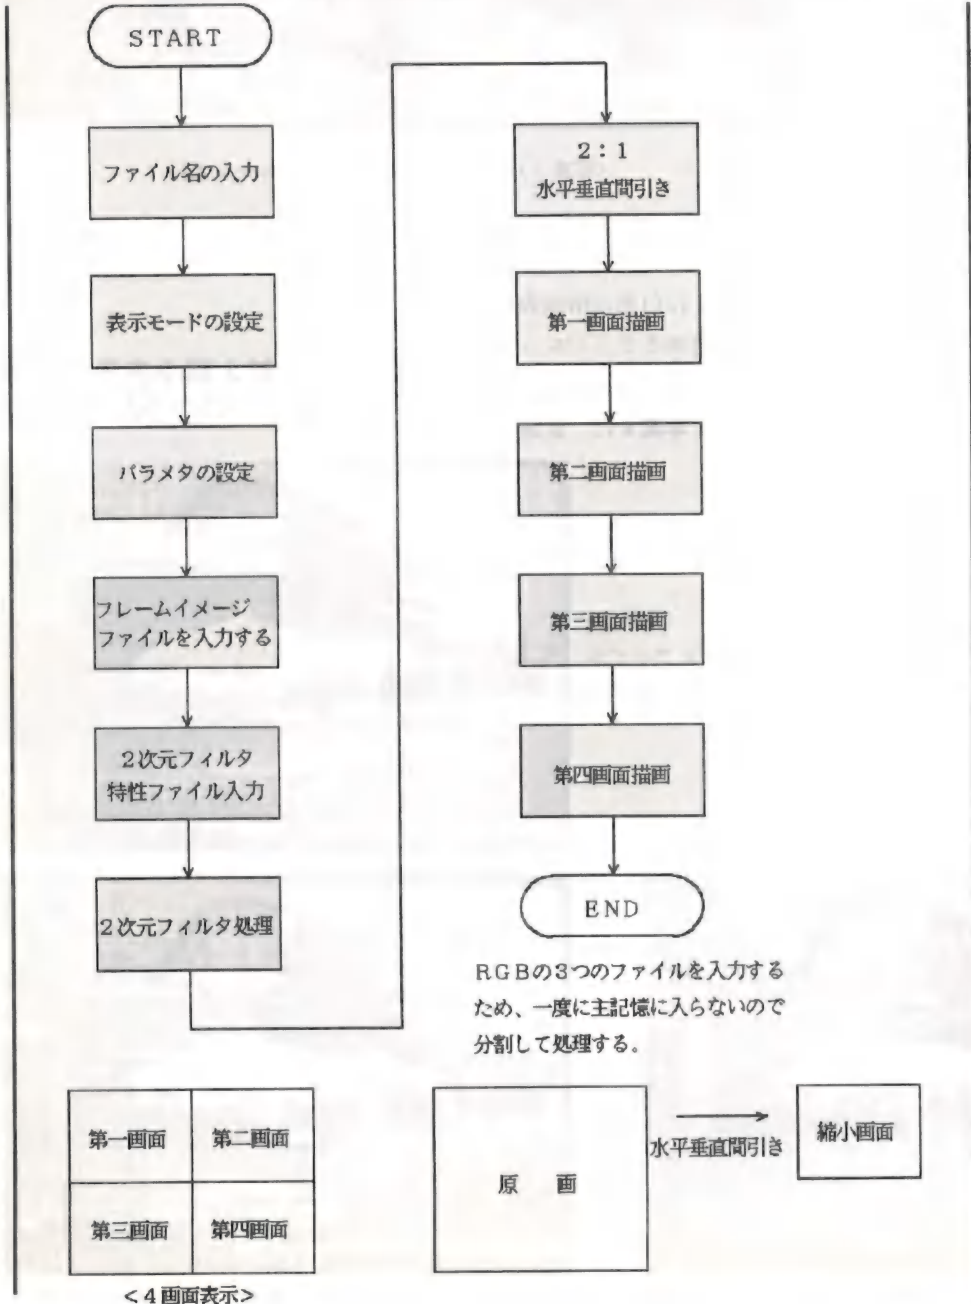 START
ファイル名の入力
表示モードの設定
パラメタの設定
フレームイメージ
ファイルを入力する
2次元フィルタ
特性ファイル入力
2次元フィルタ処理
2:1
水平垂直間引き
第一画面描画
第二画面描画
第三画面描画
第四画面描画
END
RGBの3つのファイルを入力する
ため、一度に主記憶に入らないので
分割して処理する。
第一画面 第二画面
第三画面 第四画面
<4画面表示>
原 画
水平垂直間引き
縮小画面